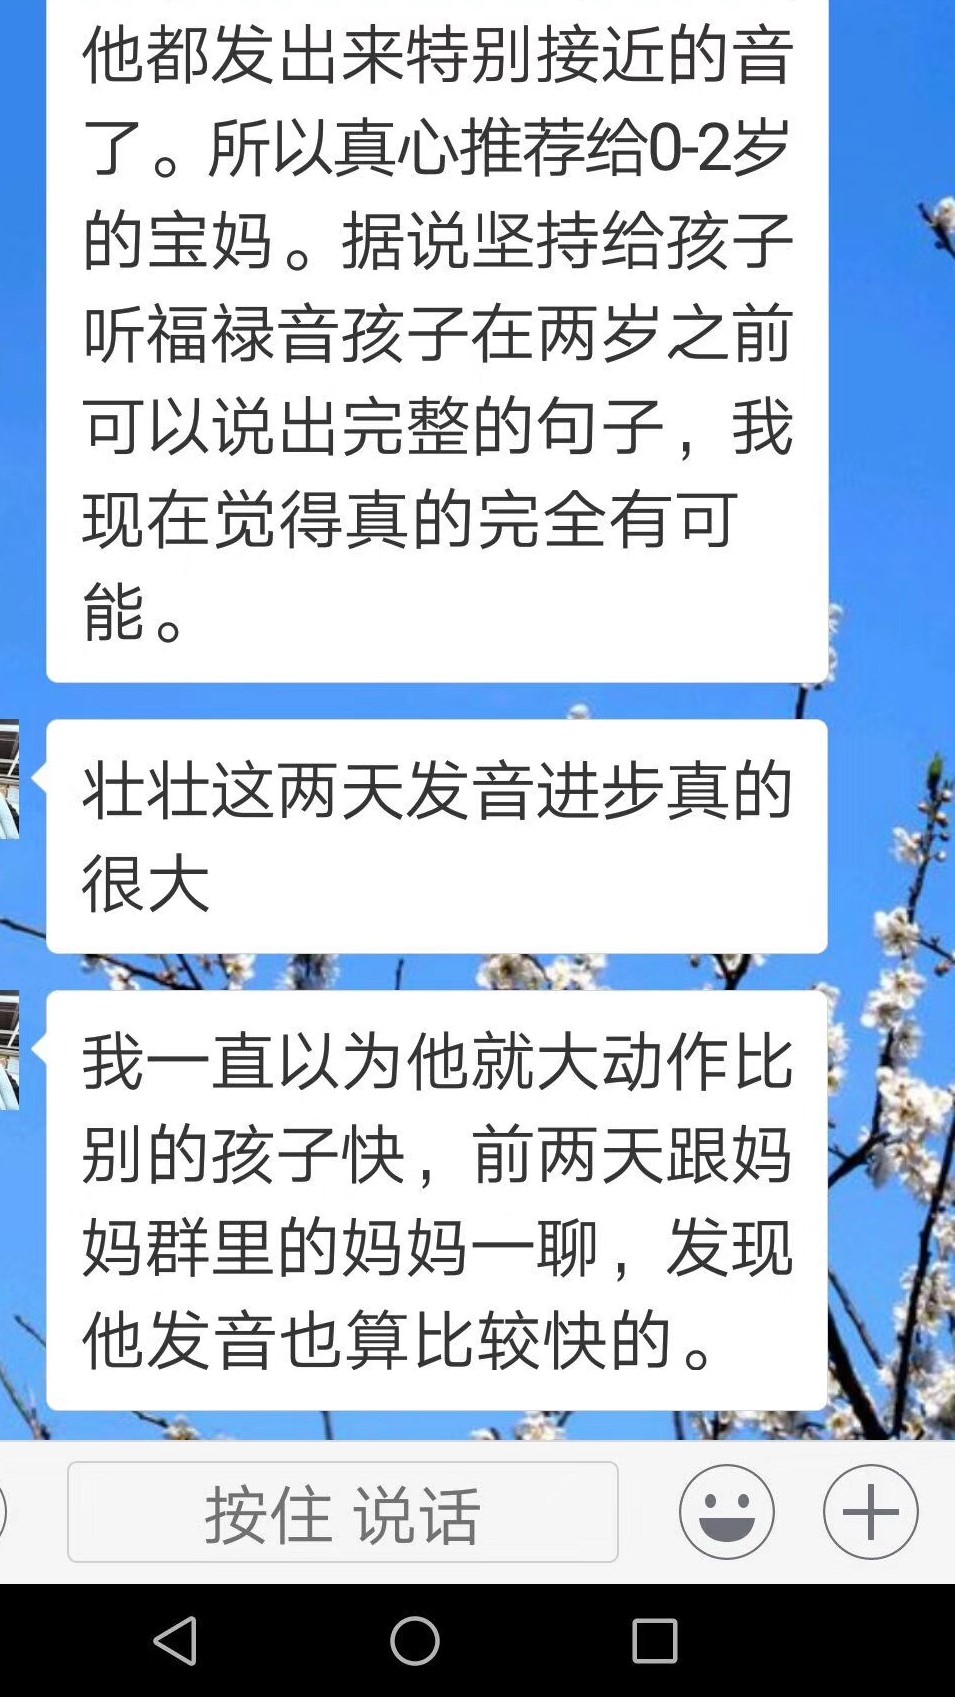 他都发出来特别接近的音
了。所以真心推荐给0-2岁
的宝妈。据说坚持给孩子
听福禄音孩子在两岁之前
可以说出完整的句子，我
现在觉得真的完全有可
能。
壮壮这两天发音进步真的
很大
我一直以为他就大动作比
别的孩子快，前两天跟妈
妈群里的妈妈一聊，发现
他发音也算比较快的。
按住 说话